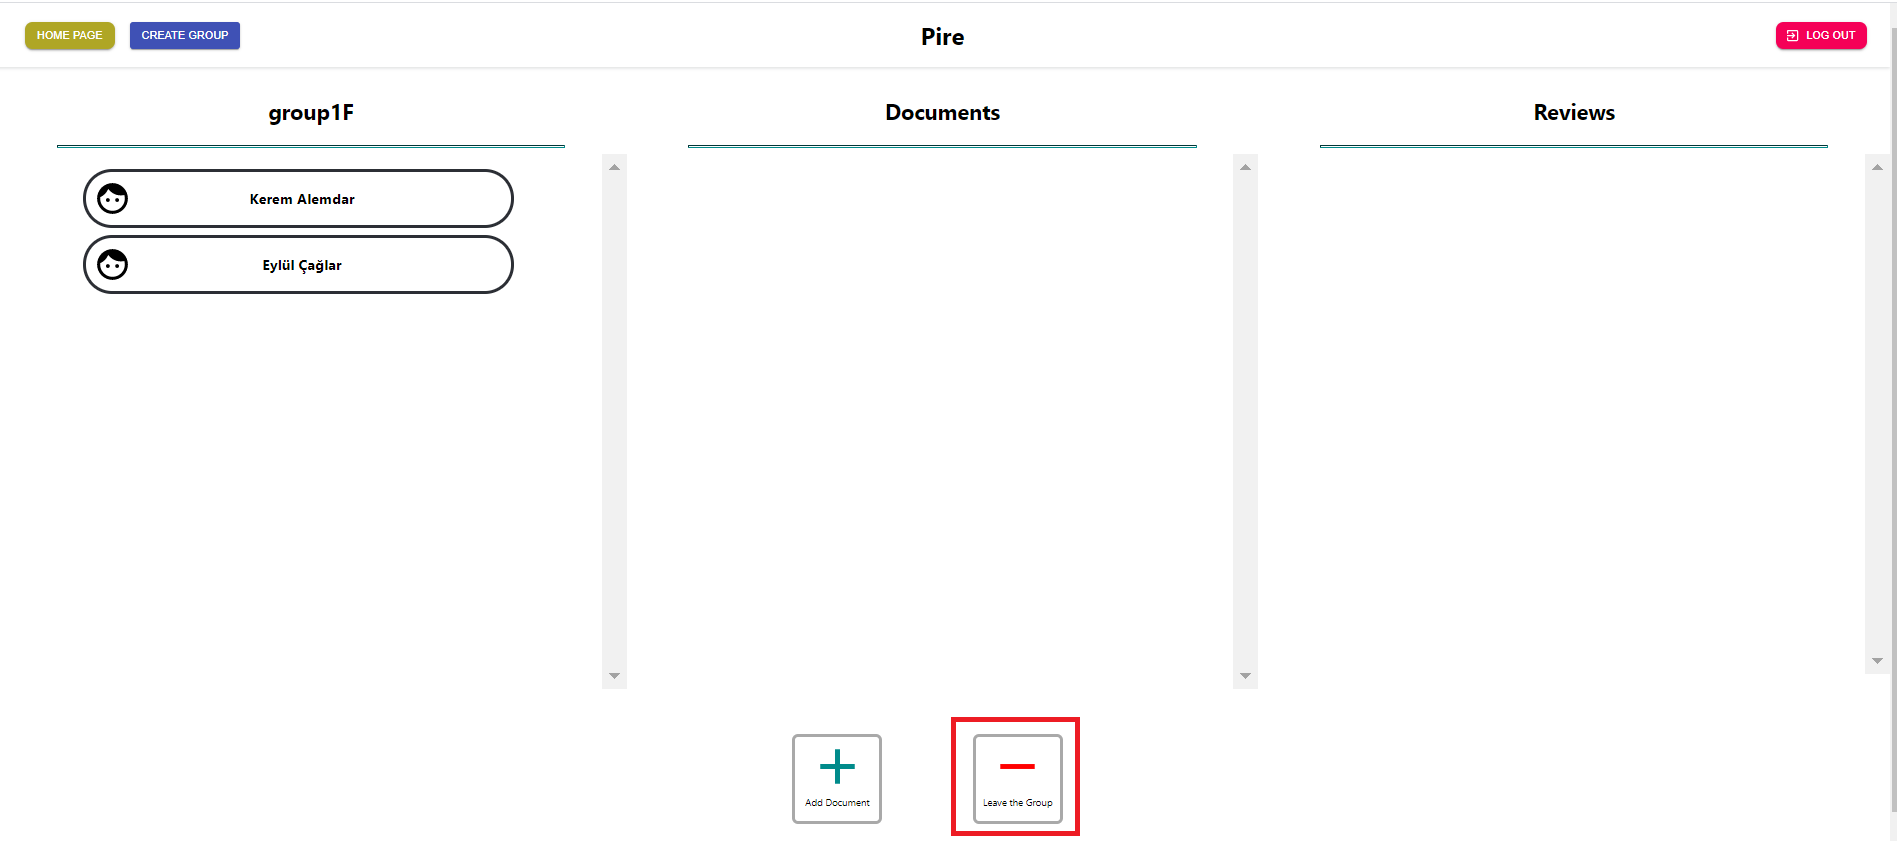 HOME PAGE
CREATE GROUP
Pire
LOG OUT
group1F
Documents
Reviews
Kerem Alemdar
Eylül Çağlar
Add Document
Leave the Group